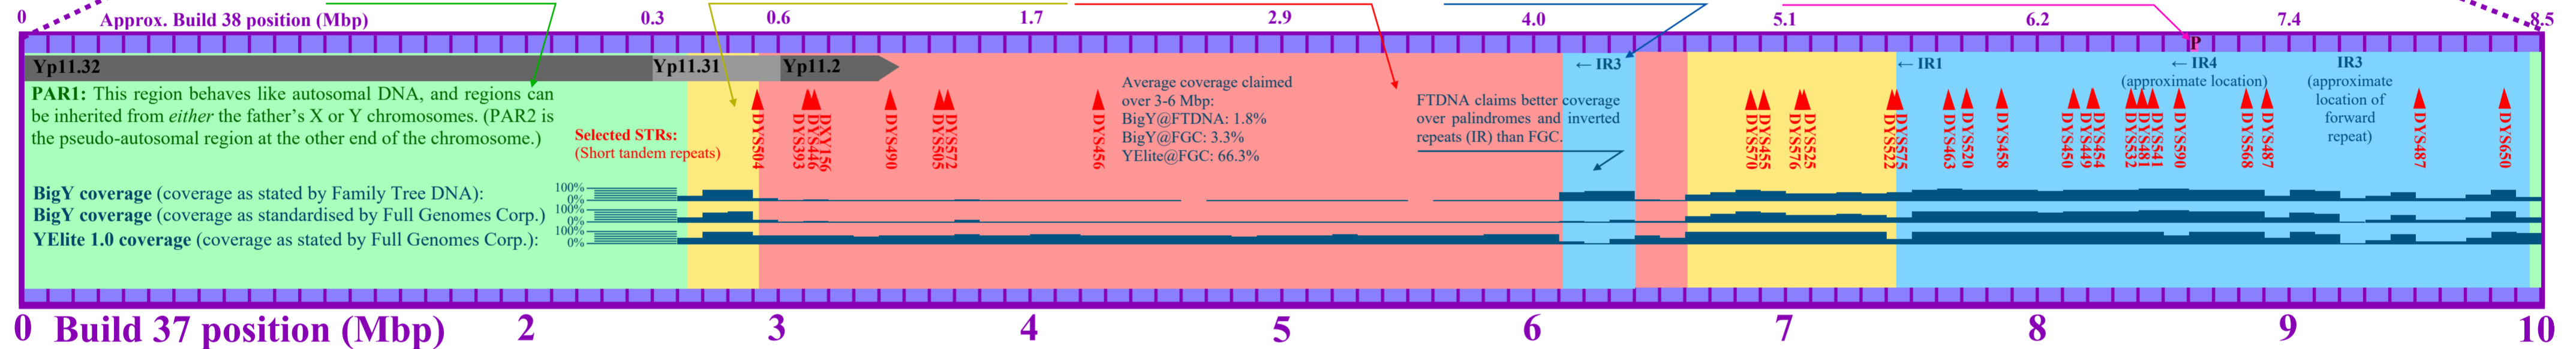 0 Approx. Build 38 position (Mbp) 0.3 0.6 1.7 2.9 4.0 5.1 6.2 7.4 8.5
P
Yp11.32 Yp11.31 Yp11.2
← IR3
← IR1
← IR4
(approximate location)
IR3
(approximate
location of
forward
repeat)
PAR1: This region behaves like autosomal DNA, and regions can
be inherited from either the father's X or Y chromosomes. (PAR2 is
the pseudo-autosomal region at the other end of the chromosome.)
Selected STRs:
(Short tandem repeats)
DYS504
DYS393
DYS446
DXY156
DYS490
DYS505
DYS572
DYS456
Average coverage claimed
over 3-6 Mbp:
BigY@FTDNA: 1.8%
BigY@FGC: 3.3%
YElite@FGC: 66.3%
FTDNA claims better coverage
over palindromes and inverted
repeats (IR) than FGC.
DYS570
DYS455
DYS576
DYS525
DYS522
DYS575
DYS463
DYS520
DYS458
DYS450
DYS449
DYS454
DYS532
DYS481
DYS541
DYS590
DYS568
DYS487
DYS487
DYS650
BigY coverage (coverage as stated by Family Tree DNA):
100%
0%
BigY coverage (coverage as standardised by Full Genomes Corp.)
100%
0%
YElite 1.0 coverage (coverage as stated by Full Genomes Corp.):
100%
0%
0 Build 37 position (Mbp) 2 3 4 5 6 7 8 9 10